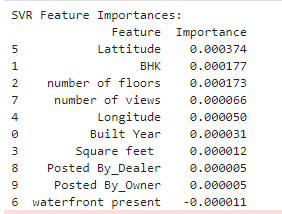 SVR Feature Importances:
Feature Importance
5 Lattitude 0.000374
1 BHK 0.000177
2 number of floors 0.000173
7 number of views 0.000066
4 Longitude 0.000050
0 Built Year 0.000031
3 Square feet 0.000012
8 Posted By_Dealer 0.000005
9 Posted By_Owner 0.000005
6 waterfront present -0.000011